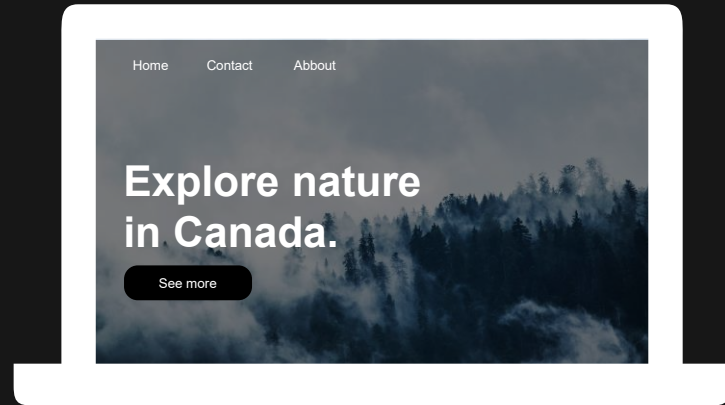 Home Contact Abbout
Explore nature
in Canada.
See more